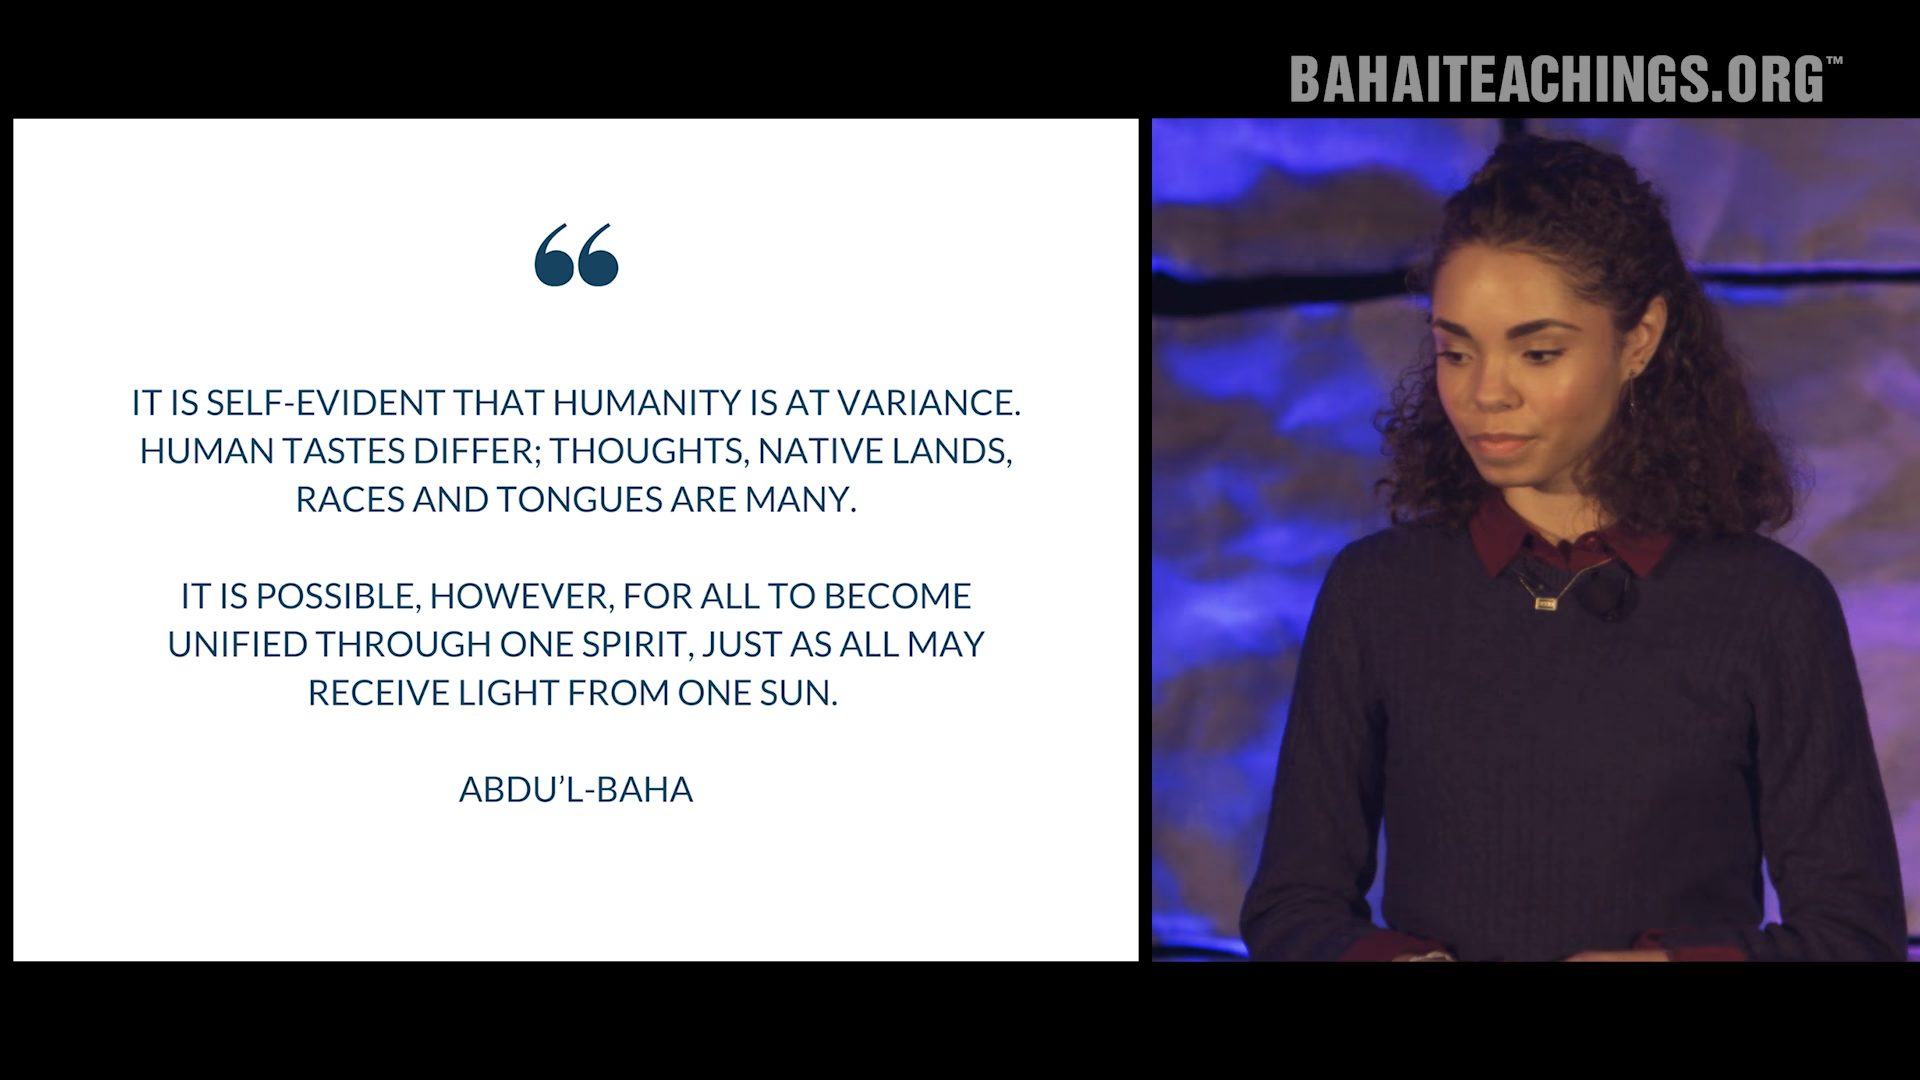 BAHAITEACHINGS.ORG™
“
IT IS SELF-EVIDENT THAT HUMANITY IS AT VARIANCE.
HUMAN TASTES DIFFER; THOUGHTS, NATIVE LANDS,
RACES AND TONGUES ARE MANY.
IT IS POSSIBLE, HOWEVER, FOR ALL TO BECOME
UNIFIED THROUGH ONE SPIRIT, JUST AS ALL MAY
RECEIVE LIGHT FROM ONE SUN.
ABDU’L-BAHA